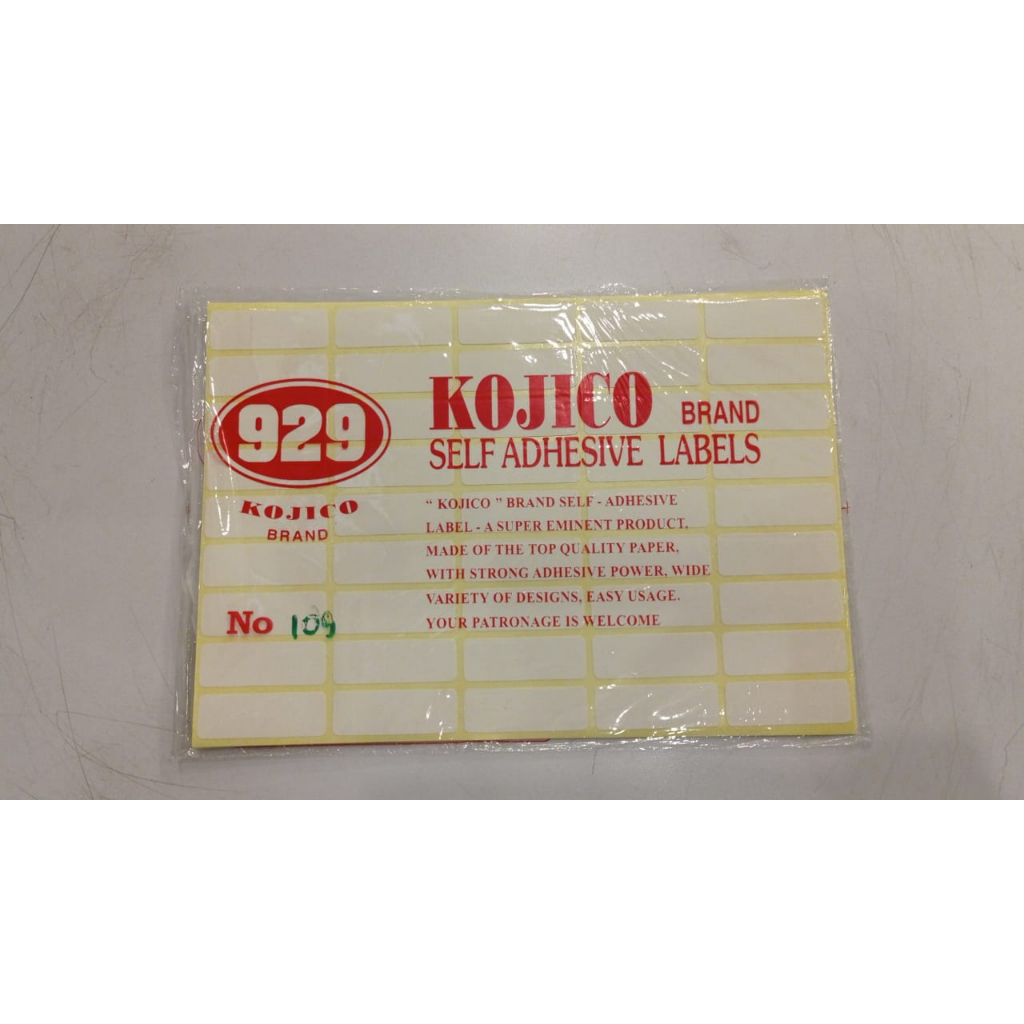 929
KOJICO
BRAND
No 109
KOJICO BRAND
SELF ADHESIVE LABELS
“ KOJICO ” BRAND SELF - ADHESIVE
LABEL - A SUPER EMINENT PRODUCT,
MADE OF THE TOP QUALITY PAPER,
WITH STRONG ADHESIVE POWER, WIDE
VARIETY OF DESIGNS, EASY USAGE.
YOUR PATRONAGE IS WELCOME